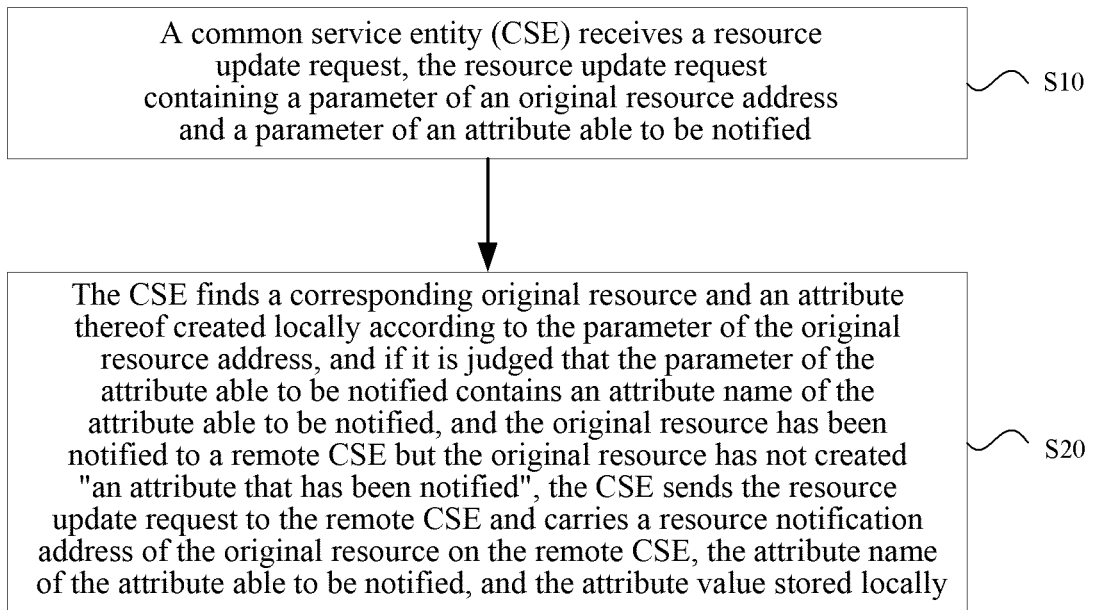 A common service entity (CSE) receives a resource
update request, the resource update request
containing a parameter of an original resource address
and a parameter of an attribute able to be notified
S10
The CSE finds a corresponding original resource and an attribute
thereof created locally according to the parameter of the original
resource address, and if it is judged that the parameter of the
attribute able to be notified contains an attribute name of the
attribute able to be notified, and the original resource has been
notified to a remote CSE but the original resource has not created
"an attribute that has been notified", the CSE sends the resource
update request to the remote CSE and carries a resource notification
address of the original resource on the remote CSE, the attribute name
of the attribute able to be notified, and the attribute value stored locally
S20